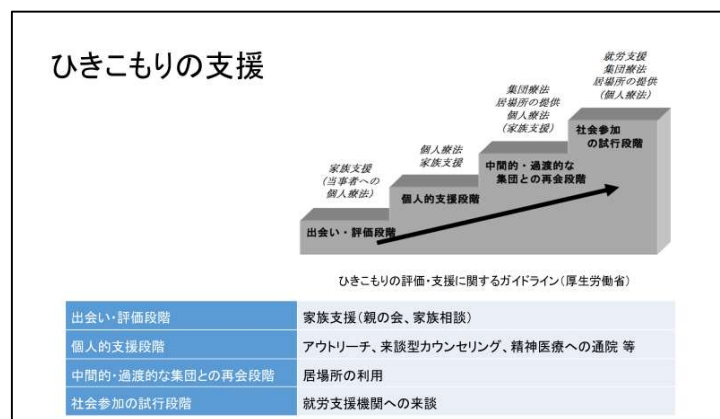 ひきこもりの支援
家族支援
(当事者への
個人療法)
個人療法
家族支援
集団療法
居場所の提供
個人療法
(家族支援)
就労支援
集団療法
居場所の提供
(個人療法)
出会い・評価段階
個人的支援段階
中間的・過渡的な
集団との再会段階
社会参加
の試行段階
ひきこもりの評価・支援に関するガイドライン(厚生労働省)
出会い・評価段階 家族支援(親の会、家族相談)
個人的支援段階 アウトリーチ、来談型カウンセリング、精神医療への通院 等
中間的・過渡的な集団との再会段階 居場所の利用
社会参加の試行段階 就労支援機関への来談